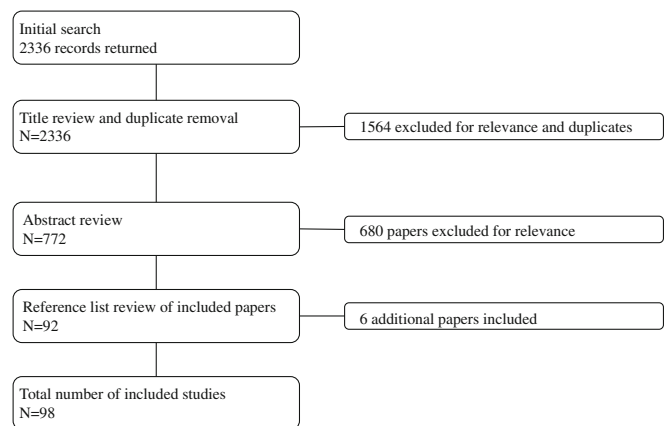 Initial search
2336 records returned
Title review and duplicate removal
N=2336
1564 excluded for relevance and duplicates
Abstract review
N=772
680 papers excluded for relevance
Reference list review of included papers
N=92
6 additional papers included
Total number of included studies
N=98